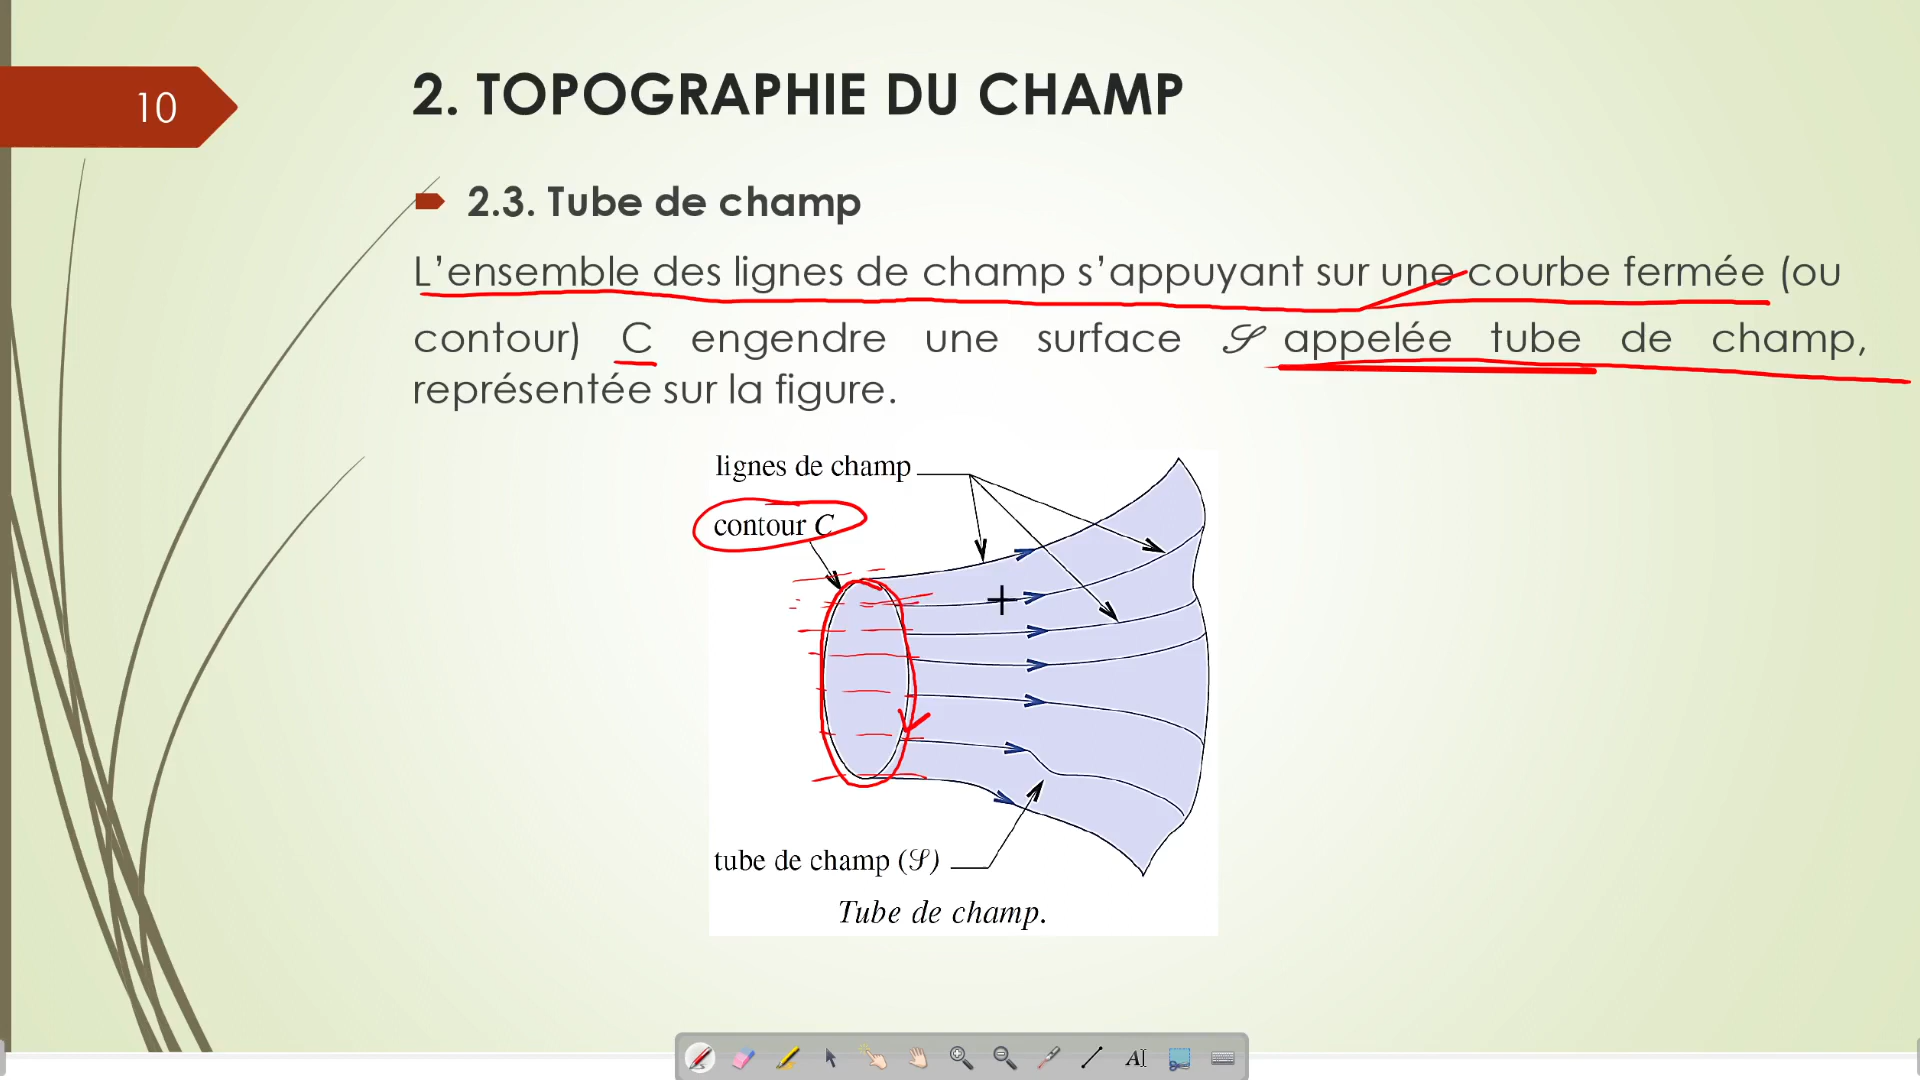 10
2. TOPOGRAPHIE DU CHAMP
2.3. Tube de champ
L’ensemble des lignes de champ s’appuyant sur une courbe fermée (ou
contour) C engendre une surface 𝒮 appelée tube de champ,
représentée sur la figure.
lignes de champ
contour C
tube de champ (𝒮)
Tube de champ.
AI